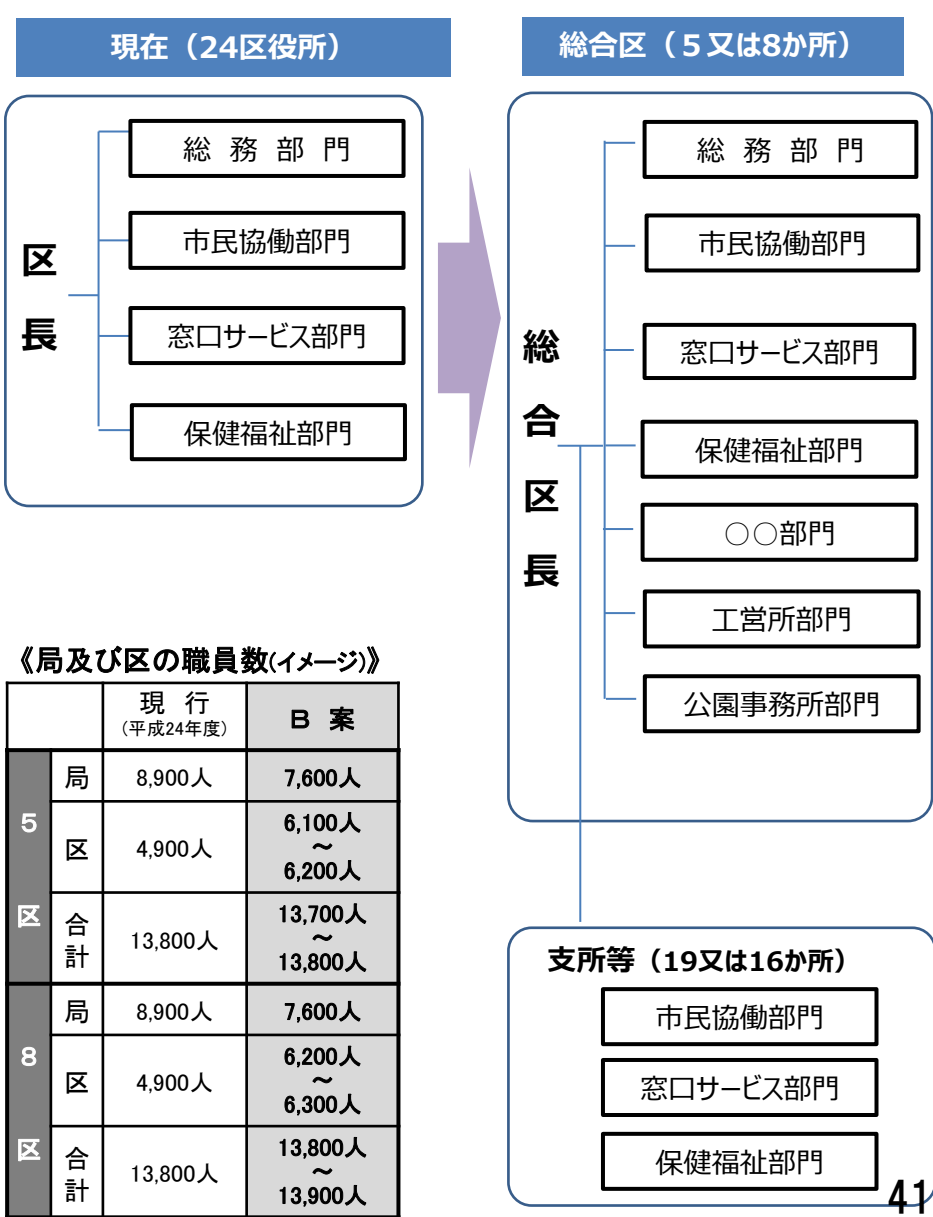 現在（24区役所）
区長
総務部門
市民協働部門
窓口サービス部門
保健福祉部門
総合区（５又は8か所）
総合区長
総務部門
市民協働部門
窓口サービス部門
保健福祉部門
○○部門
工営所部門
公園事務所部門
支所等（19又は16か所）
市民協働部門
窓口サービス部門
保健福祉部門
《局及び区の職員数(イメージ)》
現行 (平成24年度) Ｂ案
５区
局 8,900人 7,600人
区 4,900人 6,100人～6,200人
合計 13,800人 13,700人～13,800人
８区
局 8,900人 7,600人
区 4,900人 6,200人～6,300人
合計 13,800人 13,800人～13,900人
41